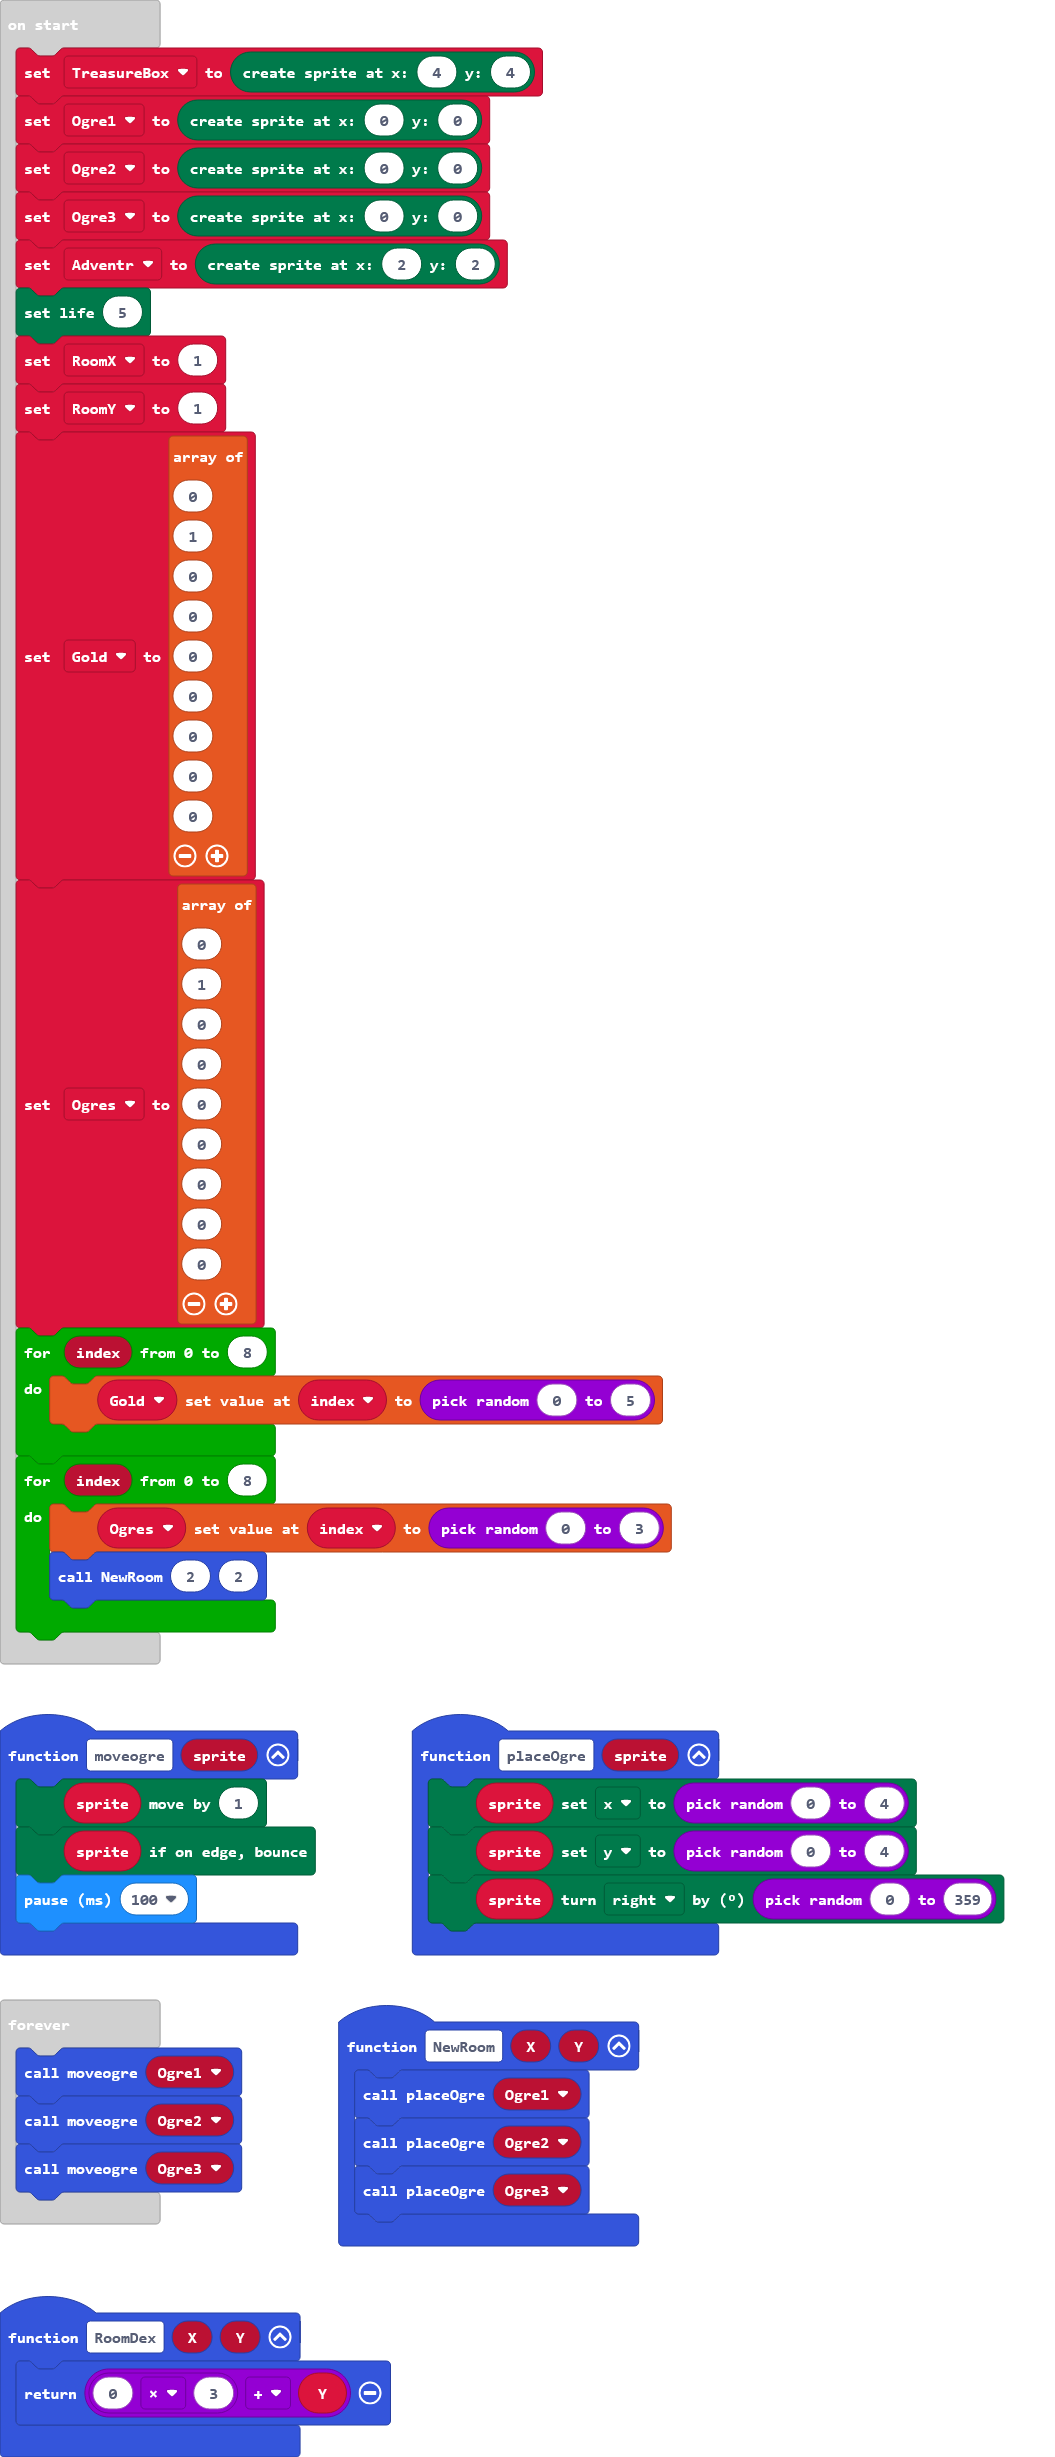 on start
set TreasureBox to create sprite at x: 4 y: 4
set Ogre1 to create sprite at x: 0 y: 0
set Ogre2 to create sprite at x: 0 y: 0
set Ogre3 to create sprite at x: 0 y: 0
set Adventr to create sprite at x: 2 y: 2
set life 5
set RoomX to 1
set RoomY to 1
array of
0
1
0
0
set Gold to 0
0
0
0
0
array of
0
1
0
0
set Ogres to 0
0
0
0
0
for index from 0 to 8
do Gold set value at index to pick random 0 to 5
for index from 0 to 8
do Ogres set value at index to pick random 0 to 3
call NewRoom 2 2
function moveogre sprite
sprite move by 1
sprite if on edge, bounce
pause (ms) 100
function placeOgre sprite
sprite set x to pick random 0 to 4
sprite set y to pick random 0 to 4
sprite turn right by (º) pick random 0 to 359
forever
call moveogre Ogre1
call moveogre Ogre2
call moveogre Ogre3
function NewRoom X Y
call placeOgre Ogre1
call placeOgre Ogre2
call placeOgre Ogre3
function RoomDex X Y
return 0 × 3 + Y